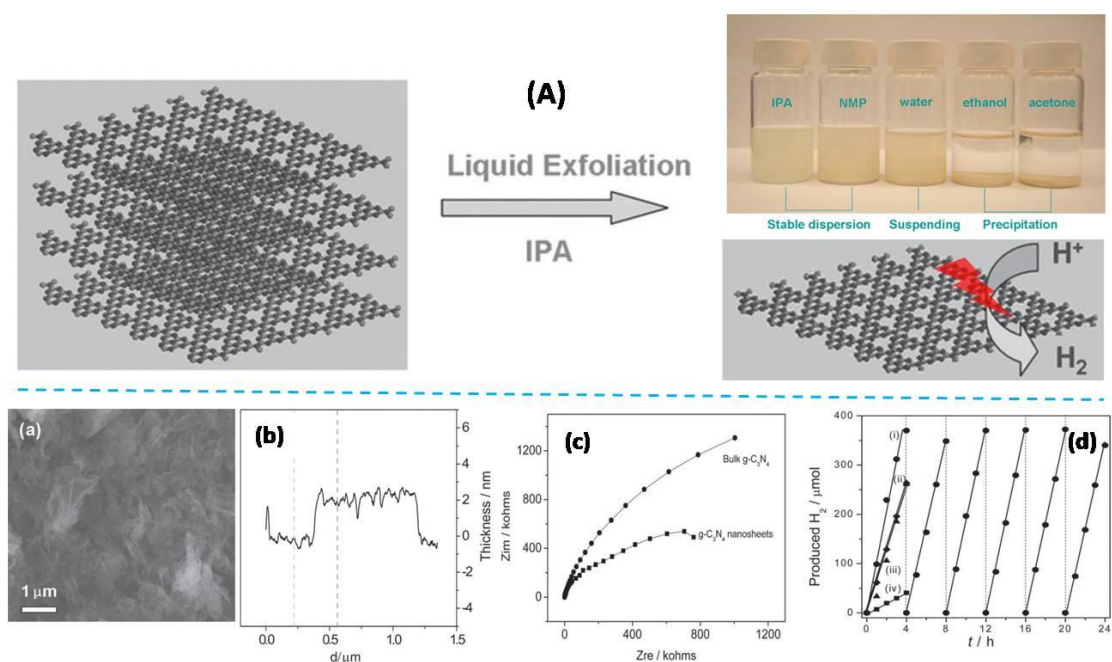 (A)
Liquid Exfoliation
IPA
IPA NMP water ethanol acetone
Stable dispersion Suspending Precipitation
H⁺
H₂
(a)
1 μm
(b)
6
4
2
0
-2
-4
Thickness / nm
0.0 0.5 1.0 1.5
d/μm
(c)
1200
800
400
0
Zim / kohms
Bulk g-C₃N₄
g-C₃N₄ nanosheets
0 400 800 1200
Zre / kohms
(d)
400
300
200
100
0
Produced H₂ / μmol
(i)
(ii)
(iii)
(iv)
0 4 8 12 16 20 24
t / h